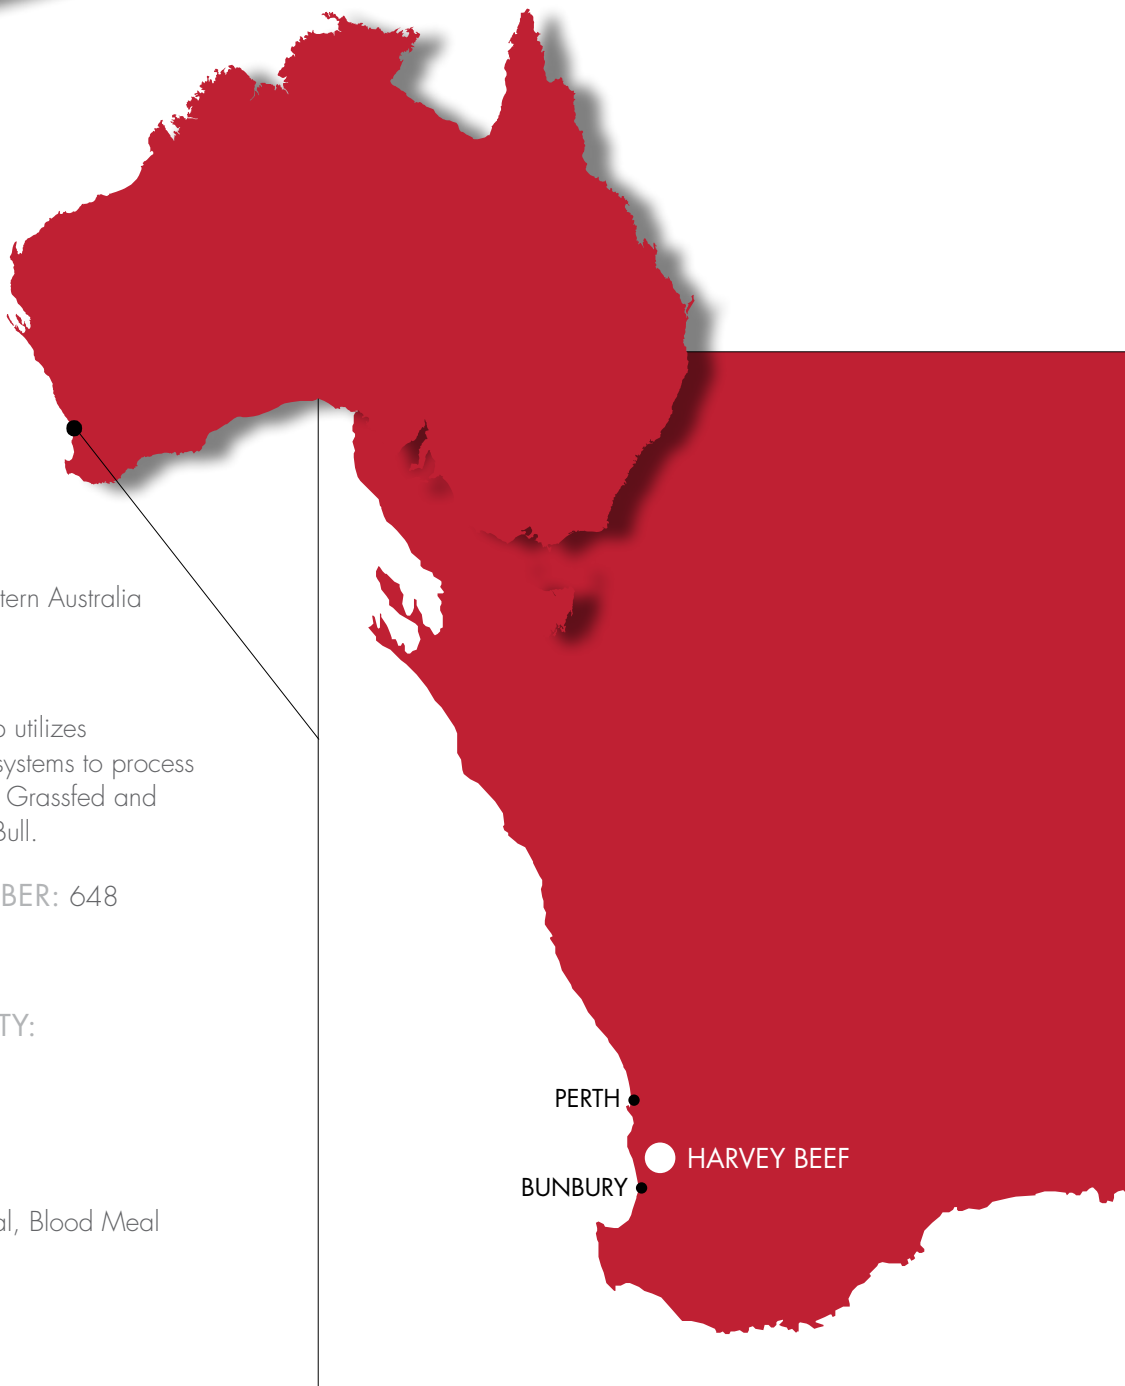 tern Australia
utilizes
systems to process
Grassfed and
Bull.
BER: 648
TY:
al, Blood Meal
PERTH
HARVEY BEEF
BUNBURY